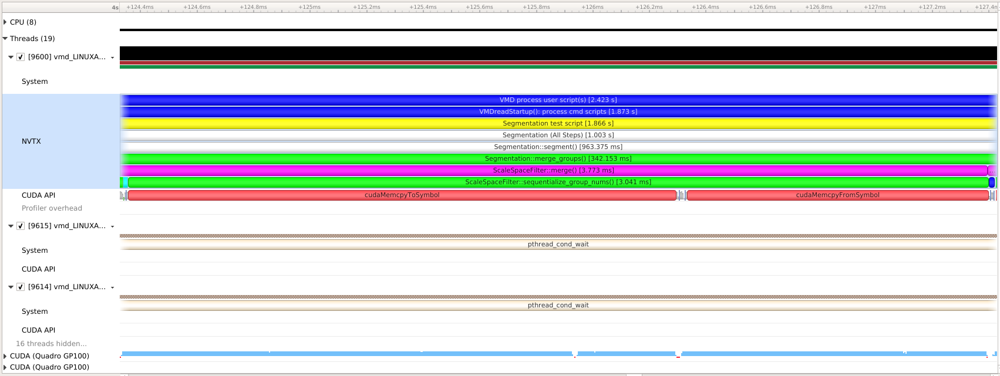 4s +124.4ms +124.6ms +124.8ms +125ms +125.2ms +125.4ms +125.6ms +125.8ms +126ms +126.2ms +126.4ms +126.6ms +126.8ms +127ms +127.2ms +127.4m
CPU (8)
Threads (19)
[9600] vmd_LINUXA...
System
VMD process user script(s) [2.423 s]
VMDreadStartup(): process cmd scripts [1.873 s]
Segmentation test script [1.866 s]
Segmentation (All Steps) [1.003 s]
NVTX
Segmentation::segment() [963.375 ms]
Segmentation::merge_groups() [342.153 ms]
ScaleSpaceFilter::merge() [3.773 ms] ...
ScaleSpaceFilter::sequentialize_group_nums() [3.041 ms]
CUDA API cudaMemcpyToSymbol cudaMemcpyFromSymbol
Profiler overhead
[9615] vmd_LINUXA...
System pthread_cond_wait
CUDA API
[9614] vmd_LINUXA...
System pthread_cond_wait
CUDA API
16 threads hidden...
CUDA (Quadro GP100)
CUDA (Quadro GP100)